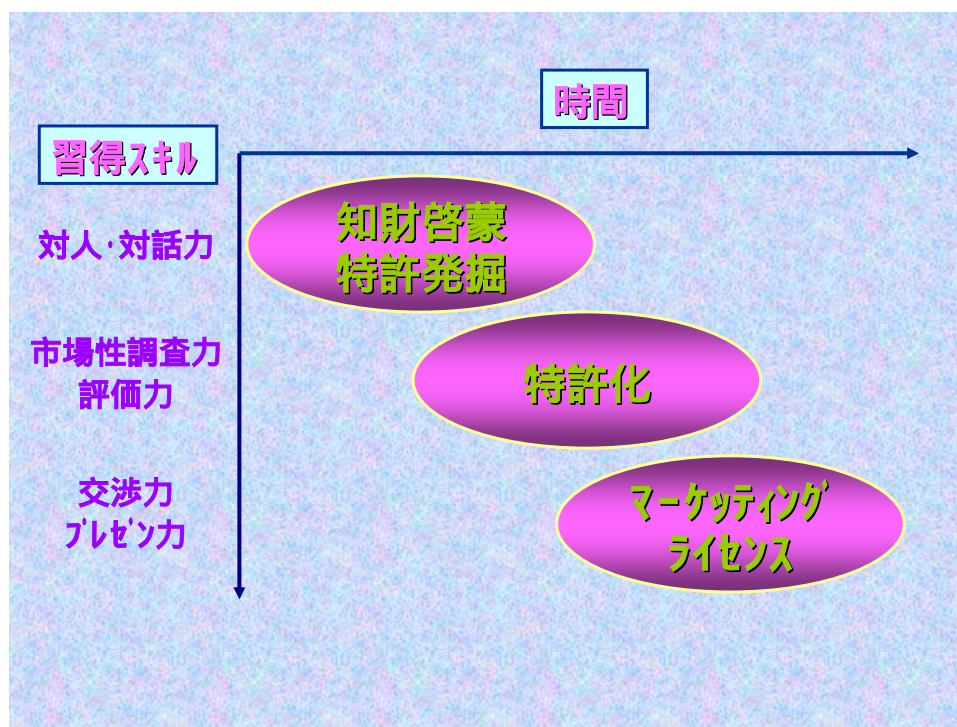 時間
習得ｽｷﾙ
対人･対話力
知財啓蒙
特許発掘
市場性調査力
評価力
特許化
交渉力
ﾌﾟﾚｾﾞﾝ力
ﾏｰｹｯﾃｨﾝｸﾞ
ﾗｲｾﾝｽ